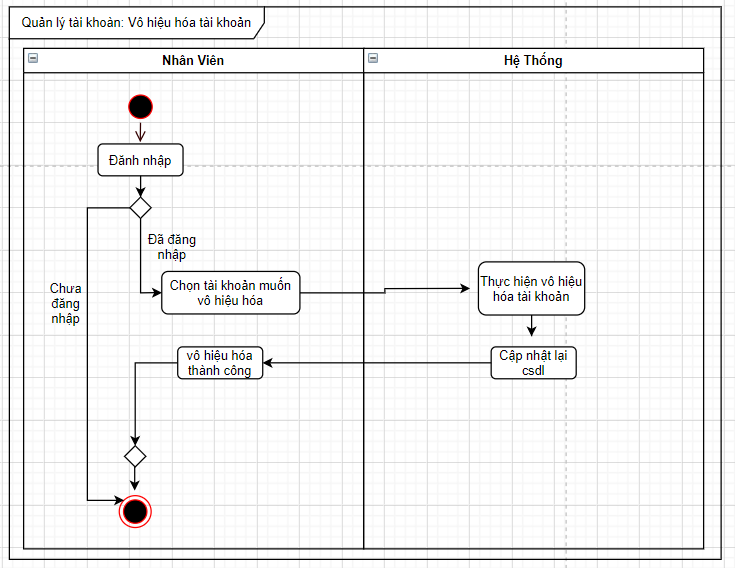 Quản lý tài khoản: Vô hiệu hóa tài khoản
Nhân Viên
Hệ Thống
Đănh nhập
Đã đăng
nhập
Chưa
đăng
nhập
Chọn tài khoản muốn
vô hiệu hóa
Thực hiện vô hiệu
hóa tài khoản
vô hiệu hóa
thành công
Cập nhật lại
csdl